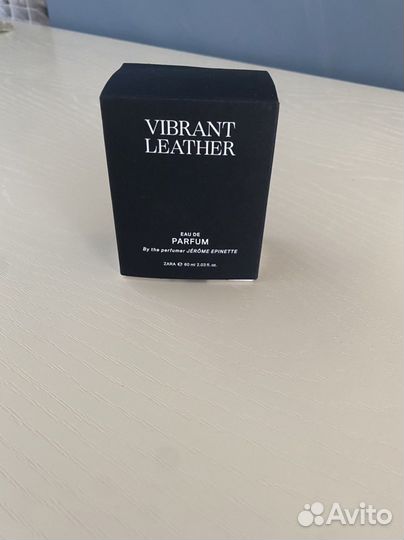 VIBRANT
LEATHER
EAU DE
PARFUM
By the perfumer JÉRÔME EPINETTE
ZARA ℮ 60 ml 2.03 fl. oz.
Avito